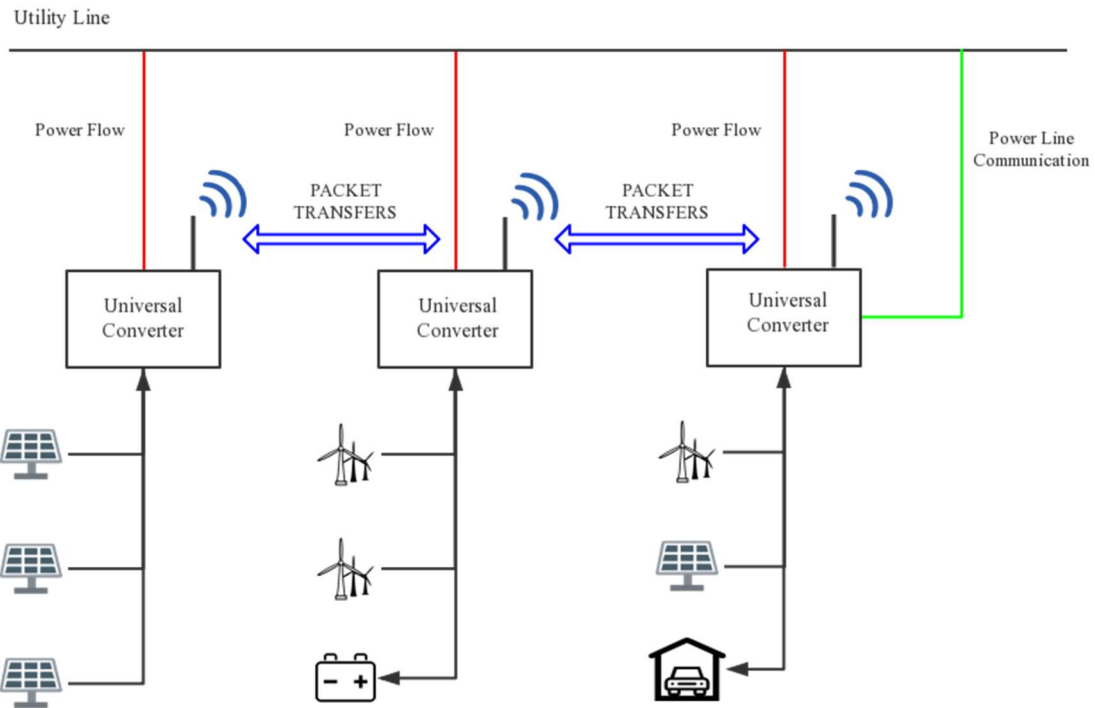 Utility Line
Power Flow
Power Flow
Power Flow
Power Line
Communication
PACKET
TRANSFERS
PACKET
TRANSFERS
Universal
Converter
Universal
Converter
Universal
Converter